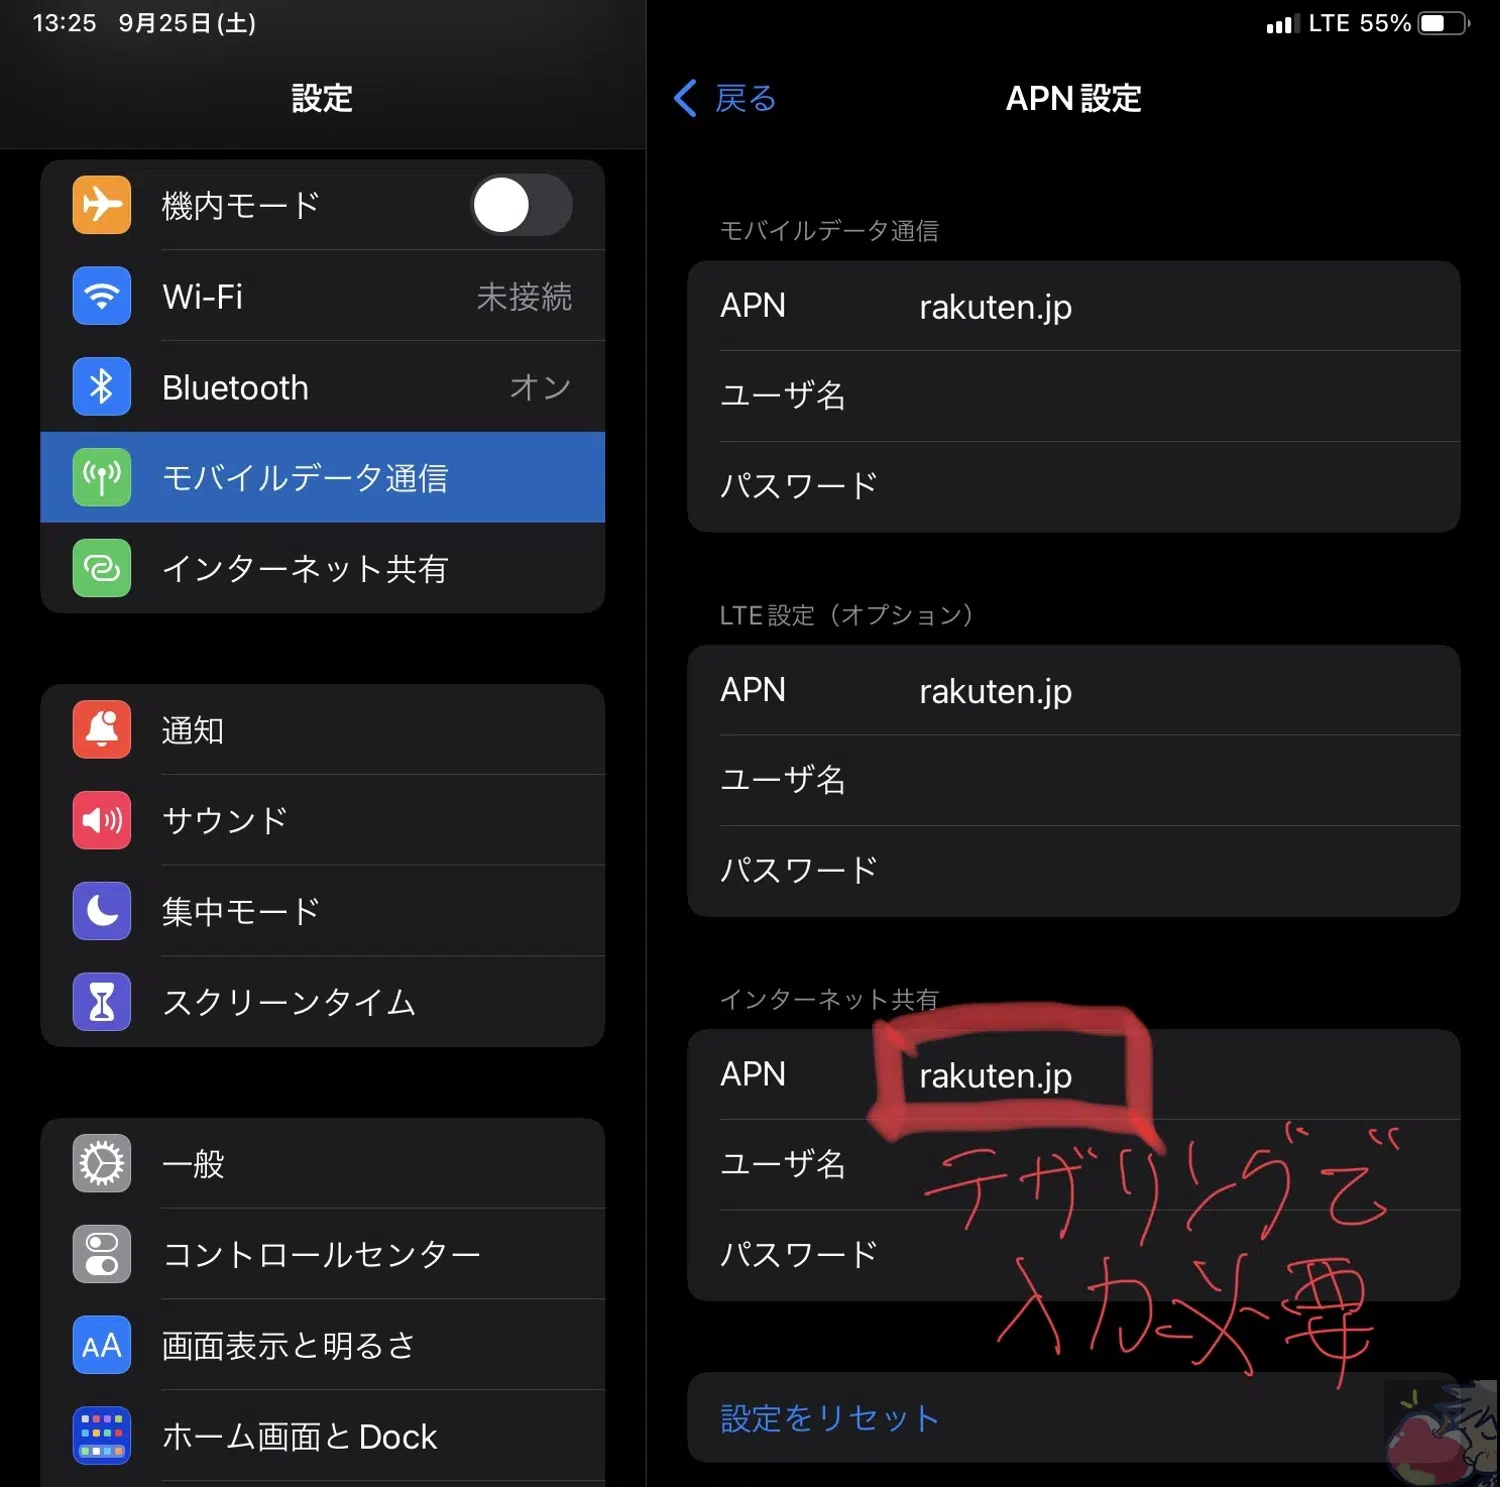 13:25 9月25日(土)
LTE 55%
設定
機内モード
Wi-Fi 未接続
Bluetooth オン
モバイルデータ通信
インターネット共有
通知
サウンド
集中モード
スクリーンタイム
一般
コントロールセンター
AA 画面表示と明るさ
ホーム画面とDock
戻る APN設定
モバイルデータ通信
APN rakuten.jp
ユーザ名
パスワード
LTE設定（オプション）
APN rakuten.jp
ユーザ名
パスワード
インターネット共有
APN rakuten.jp
ユーザ名
パスワード
テザリングで
入力必要
設定をリセット